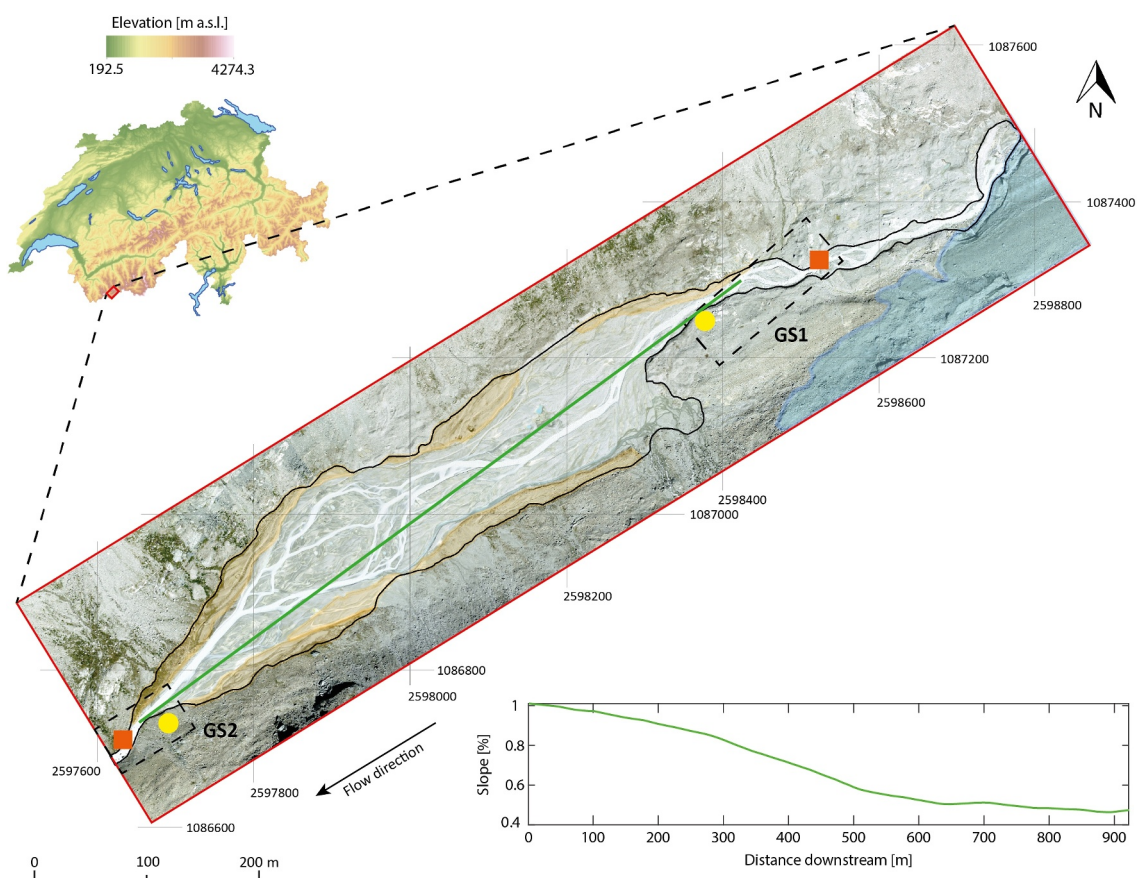 Elevation [m a.s.l.]
192.5 4274.3
N
1087600
1087400
2598800
GS1
1087200
2598600
2598400
1087000
2598200
1086800
2598000
GS2
2597600
Flow direction
2597800
1086600
0 100 200 m
Slope [%]
1
0.8
0.6
0.4
0 100 200 300 400 500 600 700 800 900
Distance downstream [m]